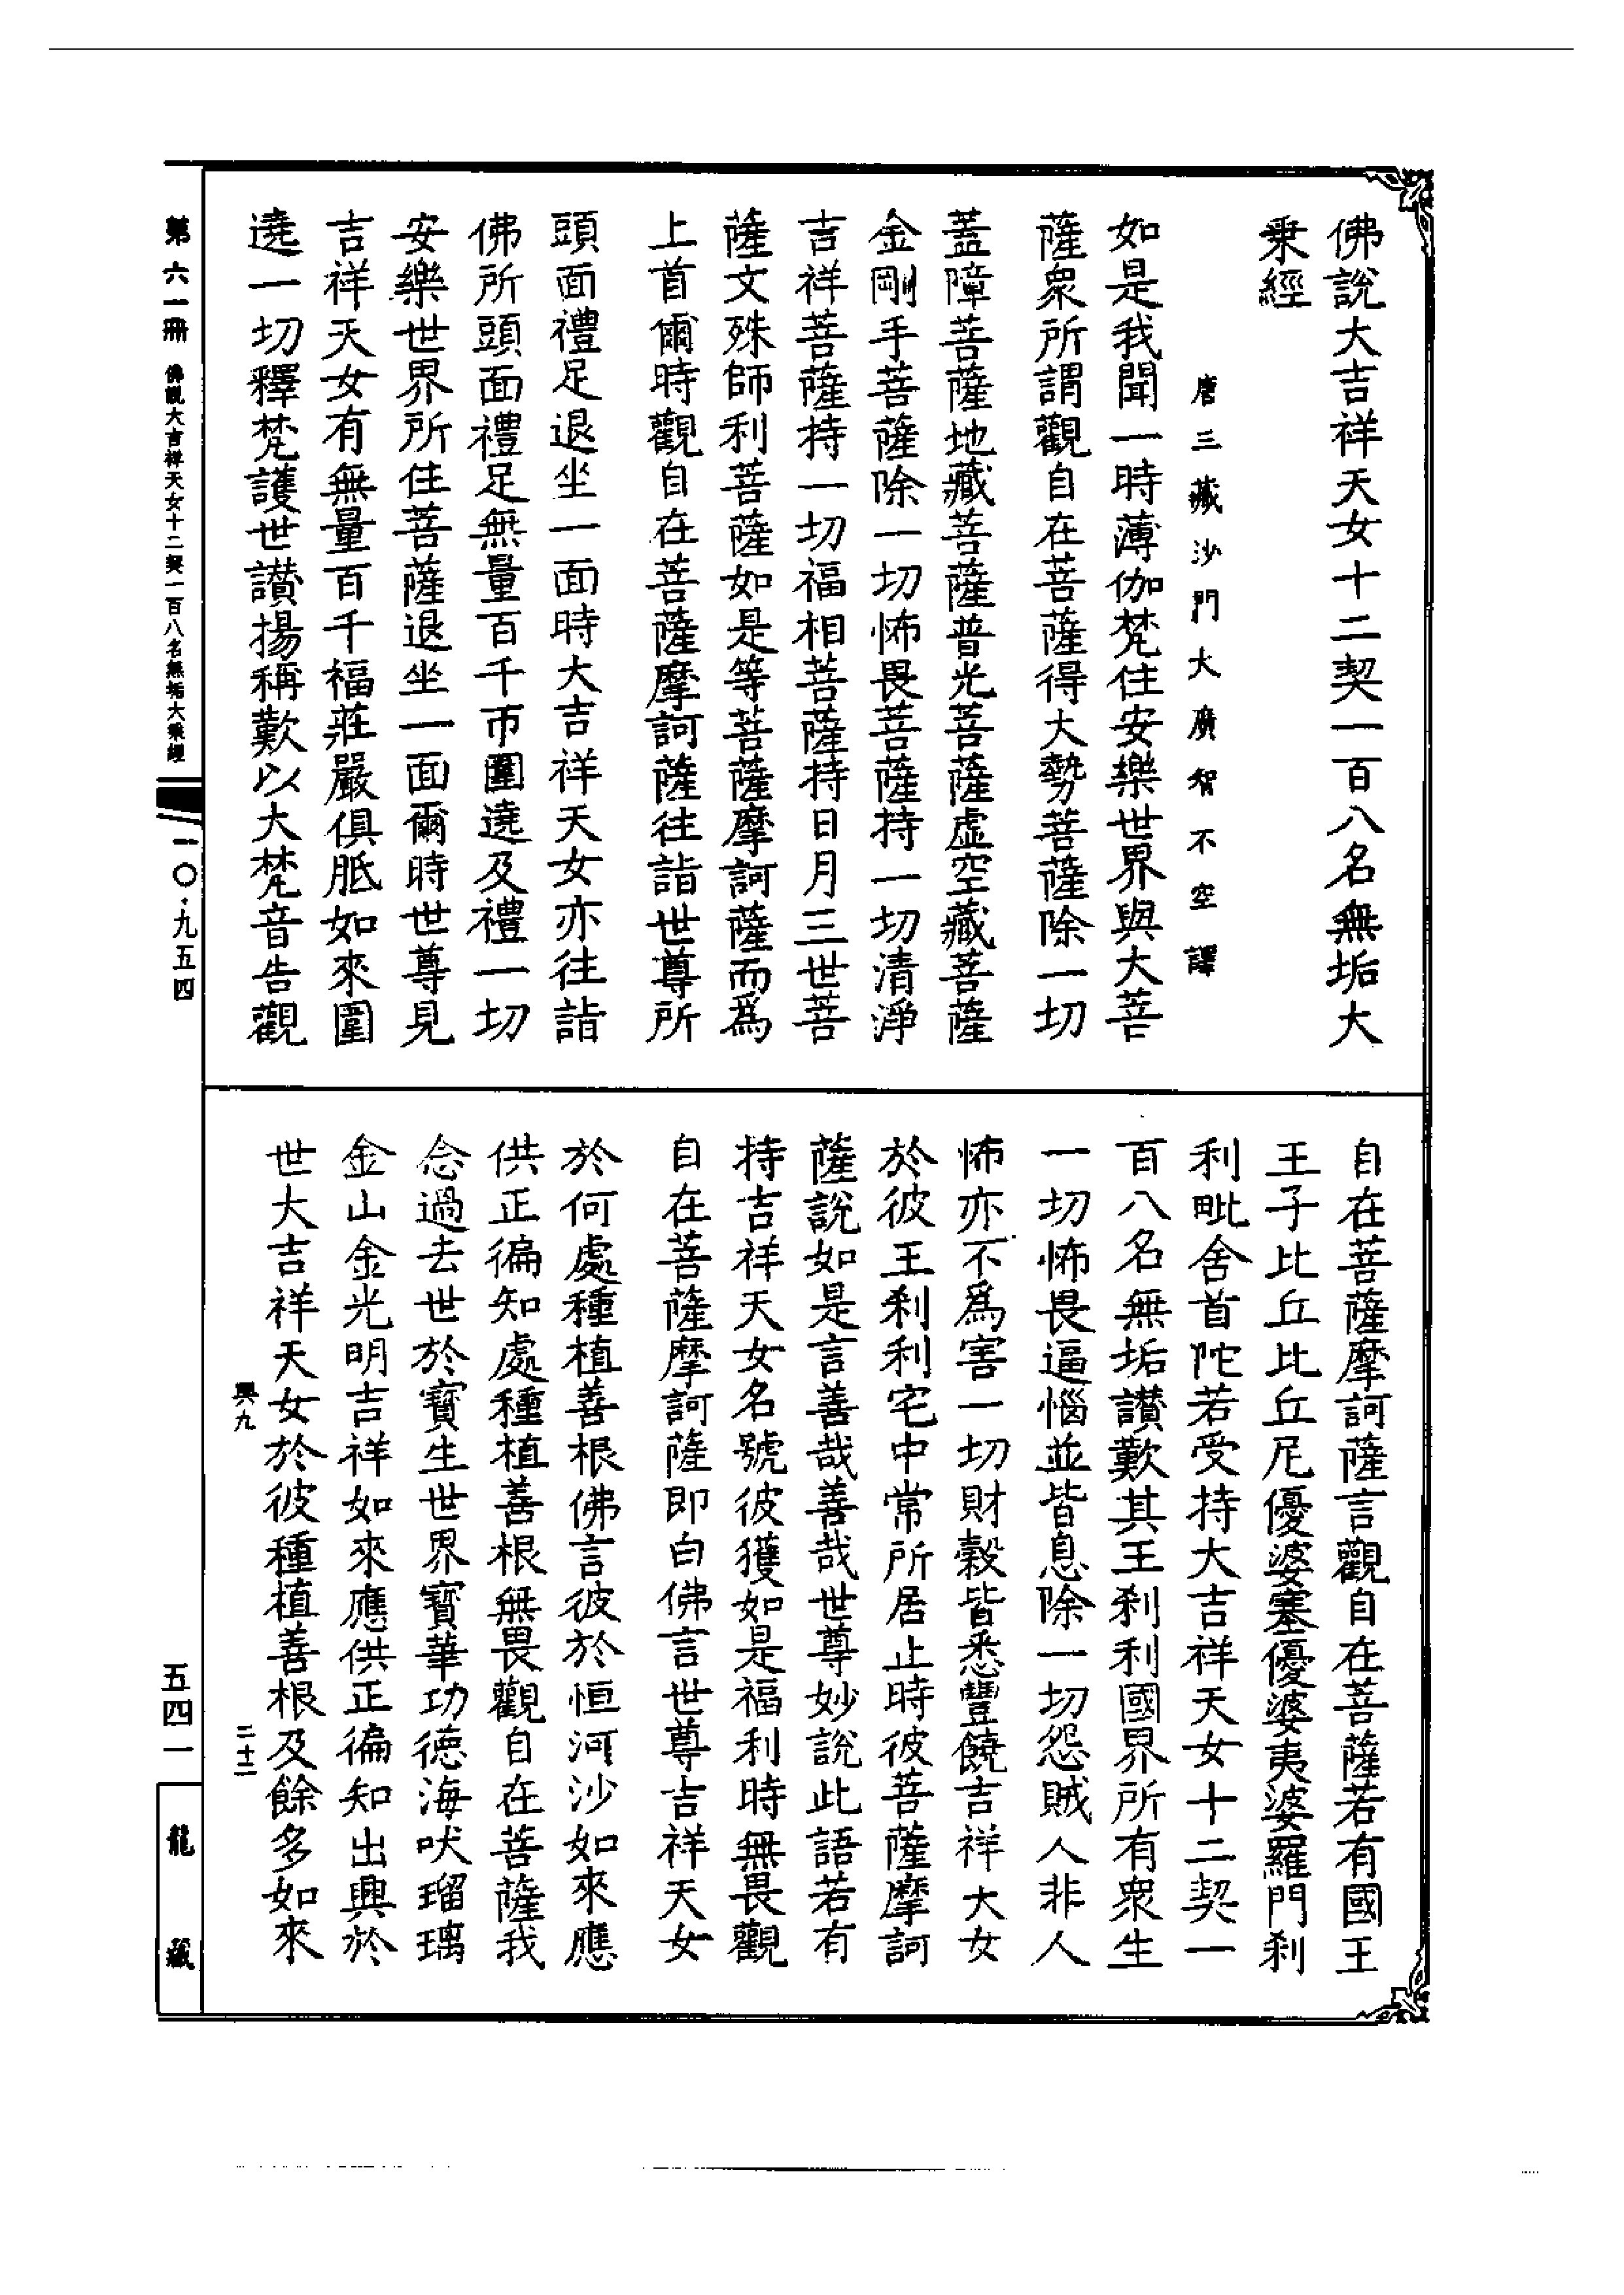 佛說大吉祥天女十二契一百八名無垢大
乗經
唐三藏沙門大廣智不空譯
如是我聞一時薄伽梵住安樂世界與大菩
薩衆所謂觀自在菩薩得大勢菩薩除一切
蓋障菩薩地藏菩薩普光菩薩虚空藏菩薩
金剛手菩薩除一切怖畏菩薩持一切清淨
吉祥菩薩持一切福相菩薩持日月三世菩
薩文殊師利菩薩如是等菩薩摩訶薩而為
上首爾時觀自在菩薩摩訶薩往詣世尊所
頭面禮足退坐一面時大吉祥天女亦往詣
佛所頭面禮足無量百千帀圍遶及禮一切
安樂世界所住菩薩退坐一面爾時世尊見
吉祥天女有無量百千福莊嚴俱胝如來圍
遶一切釋梵護世讃揚稱歎以大梵音告觀
自在菩薩摩訶薩言觀自在菩薩若有國王
王子比丘比丘尼優婆塞優婆夷婆羅門刹
利毗舍首陀若受持大吉祥天女十二契一
百八名無垢讃歎其王刹利國界所有衆生
一切怖畏逼惱並皆息除一切怨賊人非人
怖亦不為害一切財穀皆悉豐饒吉祥大女
於彼王刹利宅中常所居止時彼菩薩摩訶
薩說如是言善哉善哉世尊妙說此語若有
持吉祥天女名號彼獲如是福利時無畏觀
自在菩薩摩訶薩即白佛言世尊吉祥天女
於何處種植善根佛言彼於恒河沙如來應
供正徧知處種植善根無畏觀自在菩薩我
念過去世於寶生世界寶華功德海吠瑠璃
金山金光明吉祥如來應供正徧知出興於
世大吉祥天女於彼種植善根及餘多如來
興九
二十二
第六一冊
佛說大吉祥天女十二契一百八名無垢大乘經
一〇·九五四
五四一
龍藏